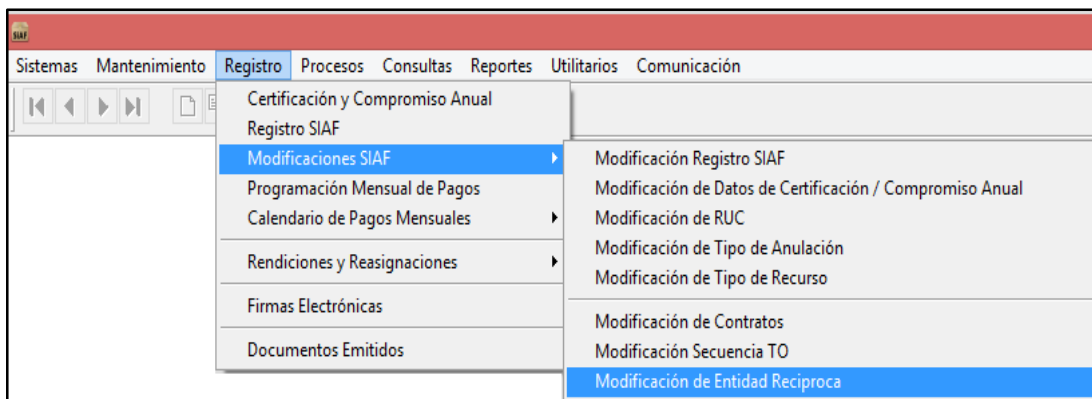 SIAF
Sistemas Mantenimiento Registro Procesos Consultas Reportes Utilitarios Comunicación
Certificación y Compromiso Anual
Registro SIAF
Modificaciones SIAF
Programación Mensual de Pagos
Calendario de Pagos Mensuales
Rendiciones y Reasignaciones
Firmas Electrónicas
Documentos Emitidos
Modificación Registro SIAF
Modificación de Datos de Certificación / Compromiso Anual
Modificación de RUC
Modificación de Tipo de Anulación
Modificación de Tipo de Recurso
Modificación de Contratos
Modificación Secuencia TO
Modificación de Entidad Reciproca